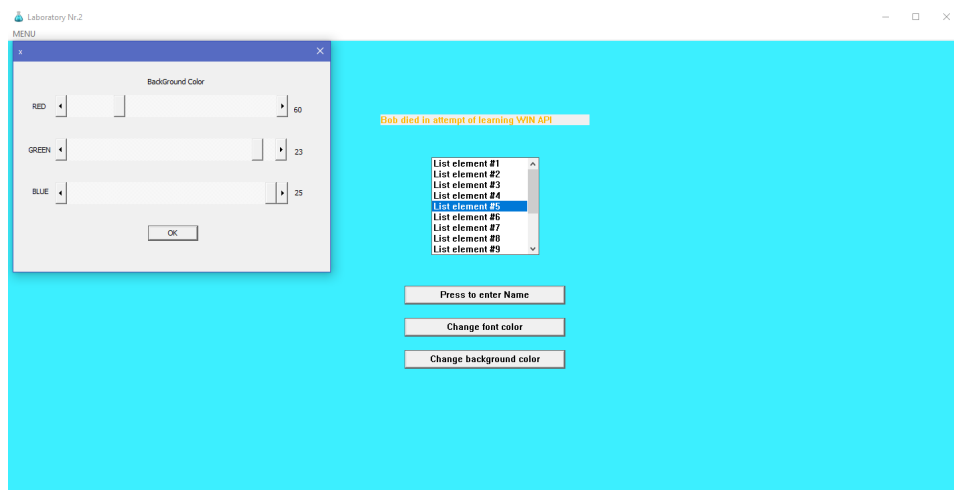 Laboratory Nr.2
MENU
x
BackGround Color
RED
60
GREEN
23
BLUE
25
OK
Bob died in attempt of learning WIN API
List element #1
List element #2
List element #3
List element #4
List element #5
List element #6
List element #7
List element #8
List element #9
Press to enter Name
Change font color
Change background color